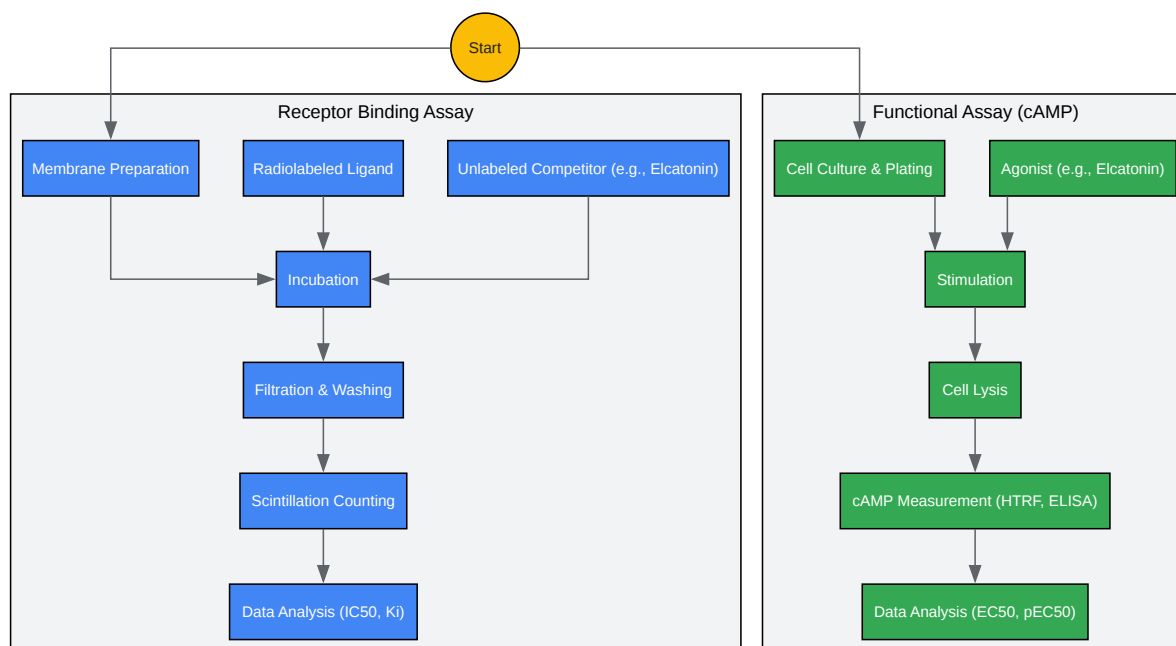 Start
Receptor Binding Assay
Membrane Preparation
Radiolabeled Ligand
Unlabeled Competitor (e.g., Elcatonin)
Incubation
Filtration & Washing
Scintillation Counting
Data Analysis (IC50, Ki)
Functional Assay (cAMP)
Cell Culture & Plating
Agonist (e.g., Elcatonin)
Stimulation
Cell Lysis
cAMP Measurement (HTRF, ELISA)
Data Analysis (EC50, pEC50)